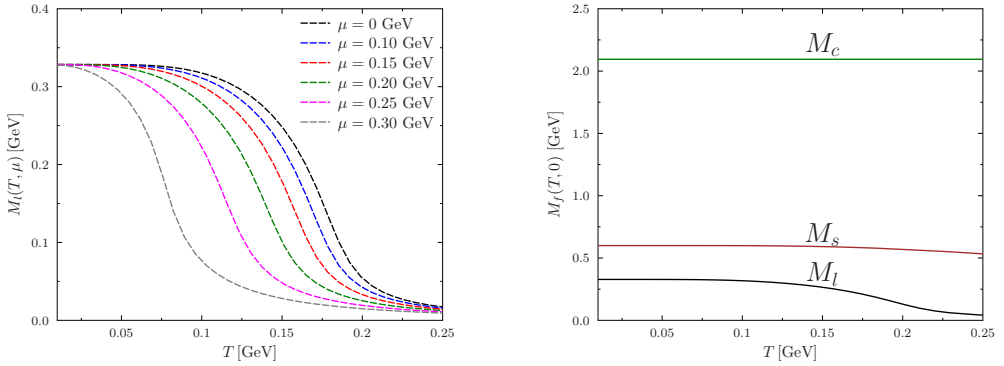 0.4
0.3
0.2
0.1
0.0
M_l(T, μ) [GeV]
μ = 0 GeV
μ = 0.10 GeV
μ = 0.15 GeV
μ = 0.20 GeV
μ = 0.25 GeV
μ = 0.30 GeV
0.05 0.1 0.15 0.2 0.25
T [GeV]
2.5
2.0
1.5
1.0
0.5
0.0
M_f(T, 0) [GeV]
M_c
M_s
M_l
0.05 0.1 0.15 0.2 0.25
T [GeV]